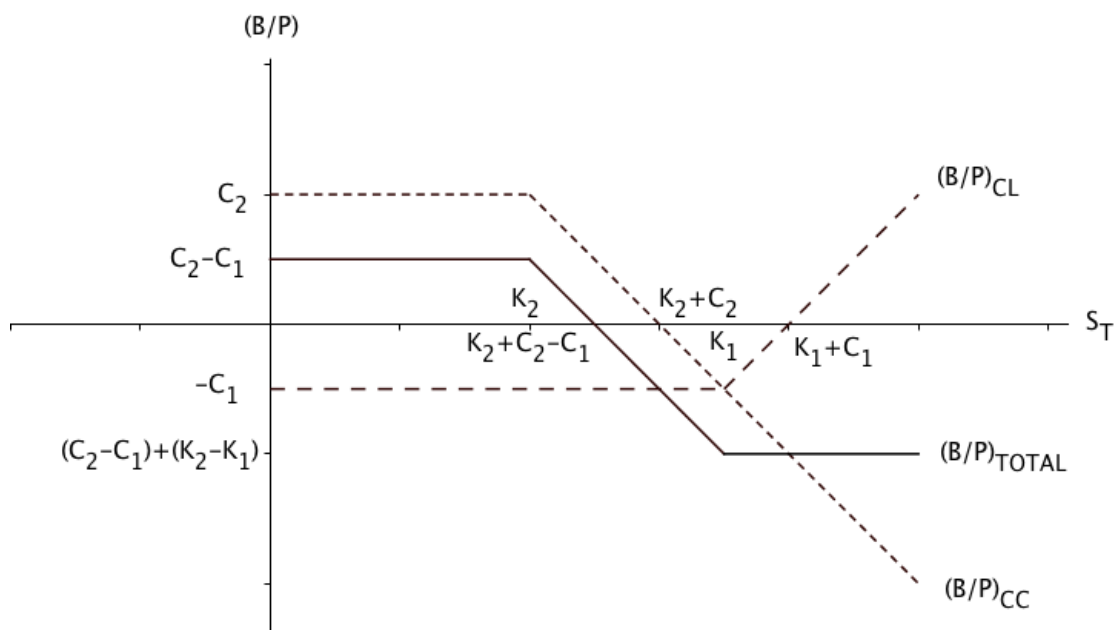 (B/P)
C₂
(B/P)CL
C₂–C₁
K₂
K₂+C₂
Sₜ
K₂+C₂–C₁
K₁
K₁+C₁
–C₁
(C₂–C₁)+(K₂–K₁)
(B/P)TOTAL
(B/P)CC